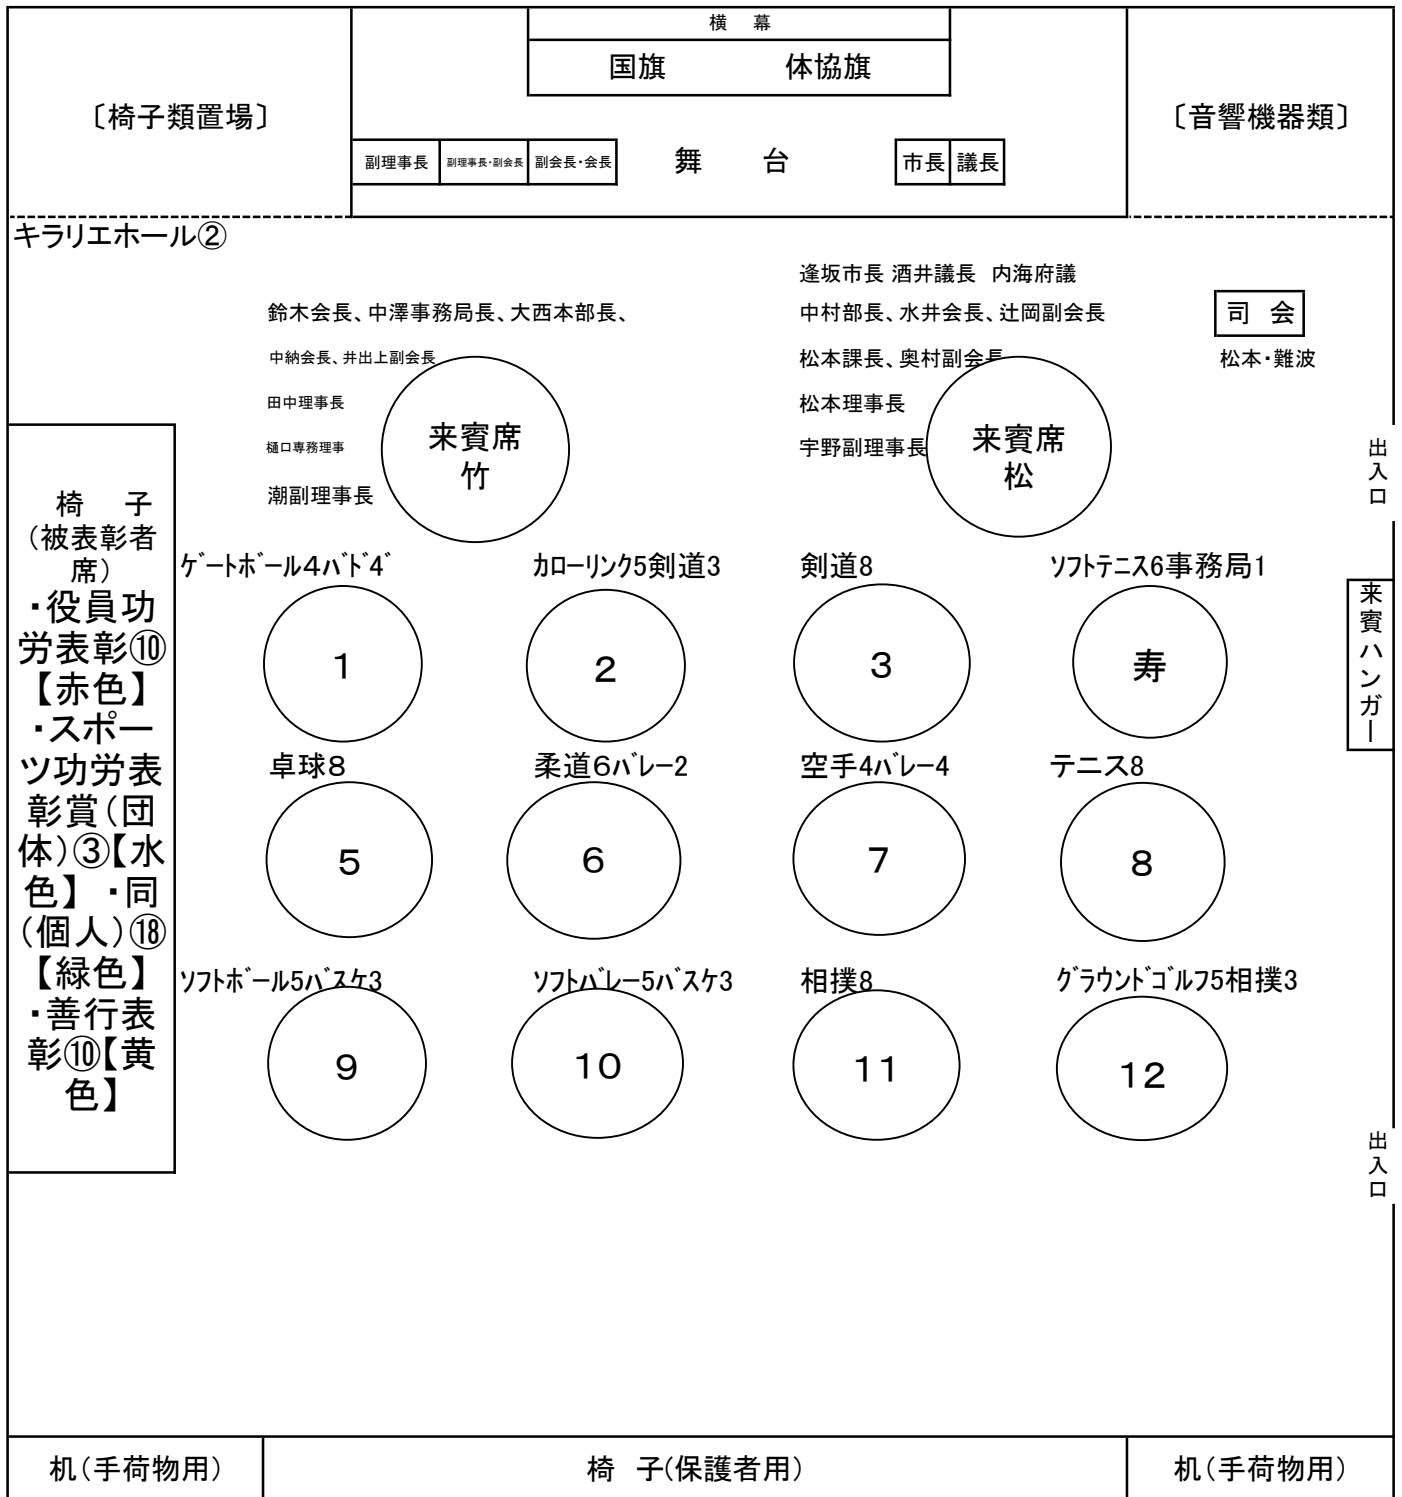 横　幕
国旗　　　体協旗
〔椅子類置場〕
〔音響機器類〕
副理事長
副理事長・副会長
副会長・会長
舞　　台
市長
議長
キラリエホール②
逢坂市長 酒井議長　内海府議
鈴木会長、中澤事務局長、大西本部長、
中村部長、水井会長、辻岡副会長
司　会
中納会長、井出上副会長
松本課長、奥村副会長
松本・難波
田中理事長
松本理事長
樋口専務理事
宇野副理事長
潮副理事長
来賓席
竹
来賓席
松
出
入
口
椅　子
（被表彰者
席）
・役員功
労表彰⑩
【赤色】
・スポー
ツ功労表
彰賞（団
体）③【水
色】 ・同
（個人）⑱
【緑色】
・善行表
彰⑩【黄
色】
ｹﾞｰﾄﾎﾞｰﾙ４ﾊﾞﾄﾞ４
ｶﾛｰﾘﾝｸ5剣道3
剣道8
ｿﾌﾄﾃﾆｽ6事務局1
１
２
３
寿
来
賓
ハ
ン
ガ
ー
卓球８
柔道６ﾊﾞﾚｰ2
空手4ﾊﾞﾚｰ4
テニス8
５
６
７
８
ｿﾌﾄﾎﾞｰﾙ5ﾊﾞｽｹ3
ｿﾌﾄﾊﾞﾚｰ5ﾊﾞｽｹ3
相撲8
ｸﾞﾗｳﾝﾄﾞｺﾞﾙﾌ5相撲3
９
１０
１１
１２
出
入
口
机（手荷物用）
椅　子（保護者用）
机（手荷物用）